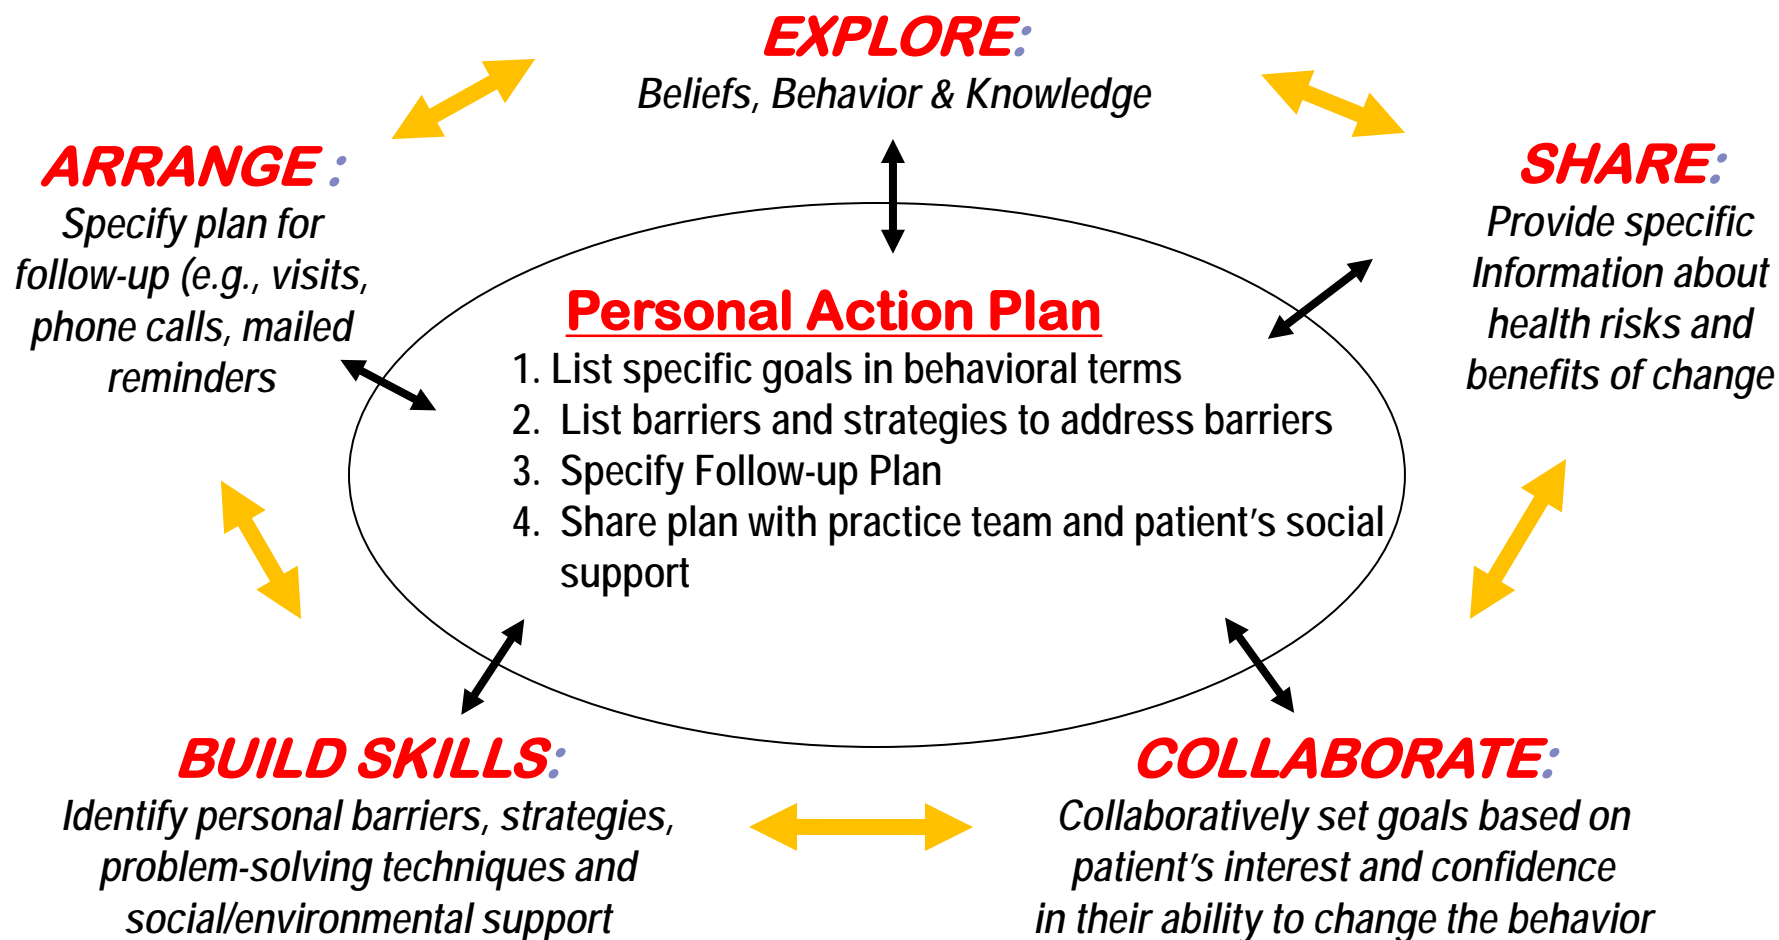 EXPLORE:
Beliefs, Behavior & Knowledge
ARRANGE :
Specify plan for
follow-up (e.g., visits,
phone calls, mailed
reminders
SHARE:
Provide specific
Information about
health risks and
benefits of change
Personal Action Plan
1. List specific goals in behavioral terms
2. List barriers and strategies to address barriers
3. Specify Follow-up Plan
4. Share plan with practice team and patient's social
support
BUILD SKILLS:
Identify personal barriers, strategies,
problem-solving techniques and
social/environmental support
COLLABORATE:
Collaboratively set goals based on
patient's interest and confidence
in their ability to change the behavior